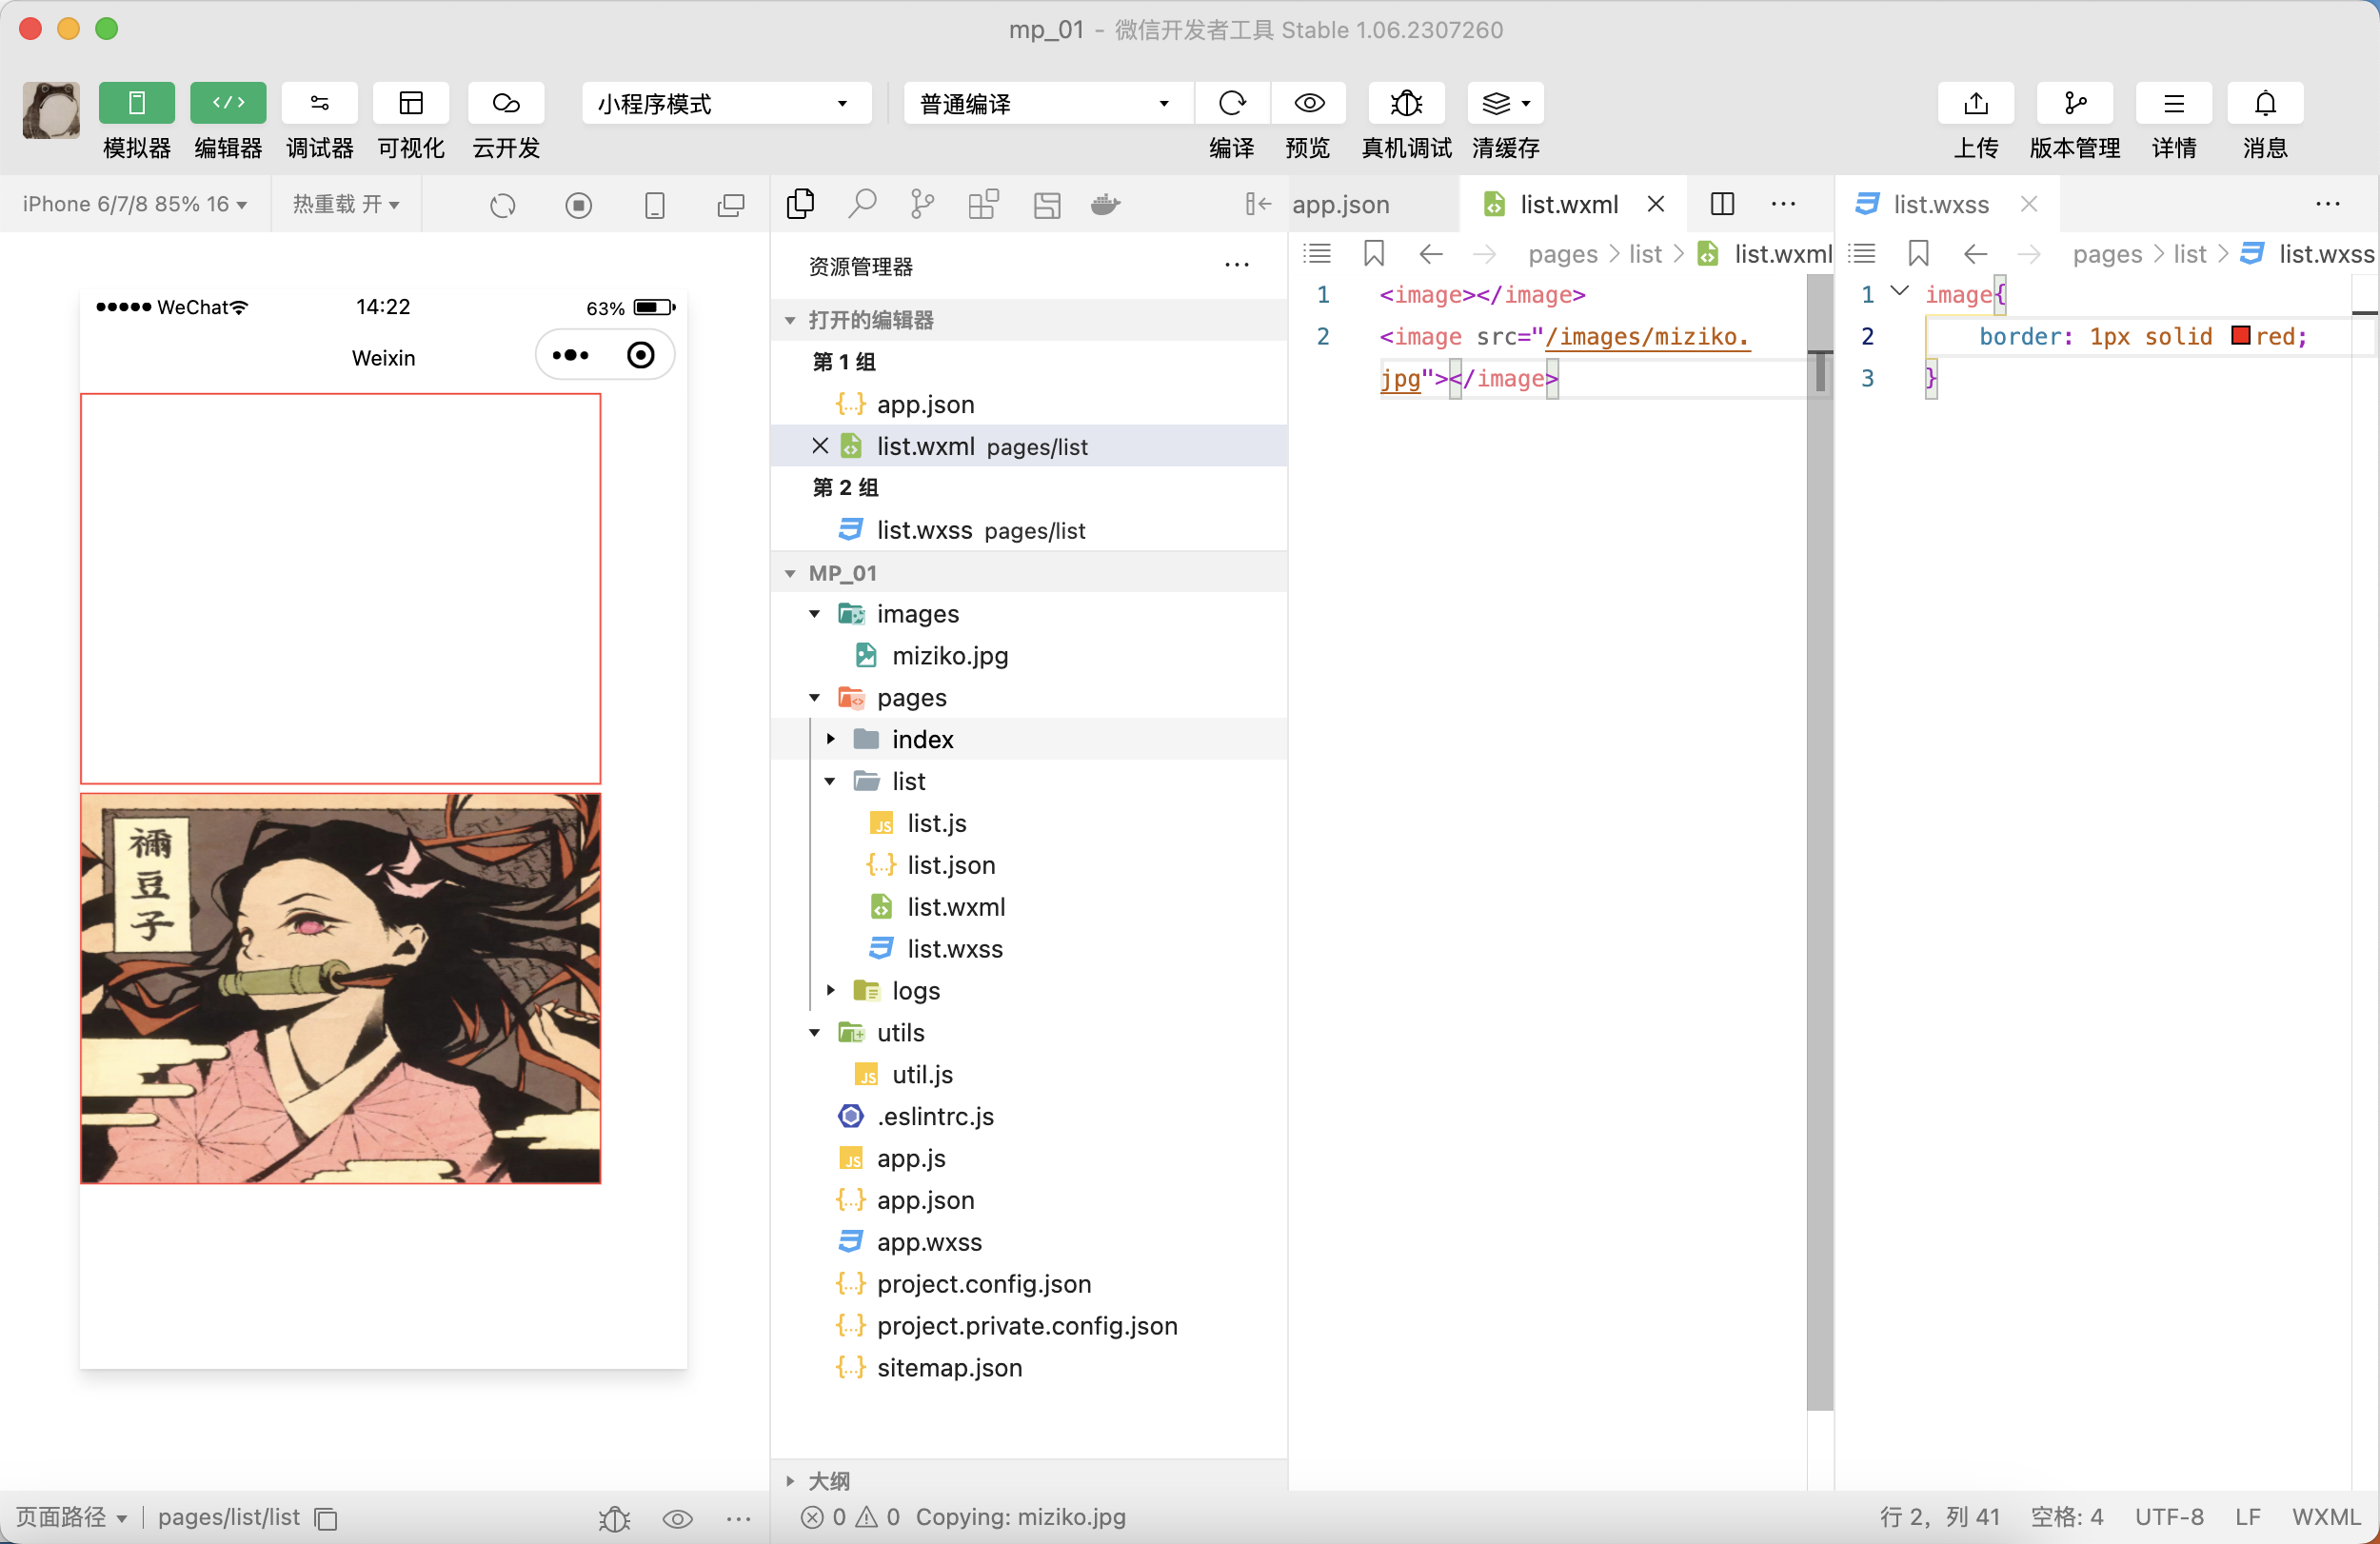 mp_01 - 微信开发者工具 Stable 1.06.2307260
模拟器
编辑器
调试器
可视化
云开发
小程序模式
普通编译
编译
预览
真机调试
清缓存
上传
版本管理
详情
消息
iPhone 6/7/8 85% 16
热重载 开
WeChat
14:22
63%
Weixin
禰豆子
页面路径
pages/list/list
资源管理器
打开的编辑器
第 1 组
app.json
list.wxml pages/list
第 2 组
list.wxss pages/list
MP_01
images
miziko.jpg
pages
index
list
list.js
list.json
list.wxml
list.wxss
logs
utils
util.js
.eslintrc.js
app.js
app.json
app.wxss
project.config.json
project.private.config.json
sitemap.json
大纲
0 0 Copying: miziko.jpg
app.json
list.wxml
pages > list > list.wxml
1 <image></image>
2 <image src="/images/miziko.
jpg"></image>
list.wxss
pages > list > list.wxss
1 image{
2 border: 1px solid red;
3 }
行 2，列 41
空格: 4
UTF-8
LF
WXML